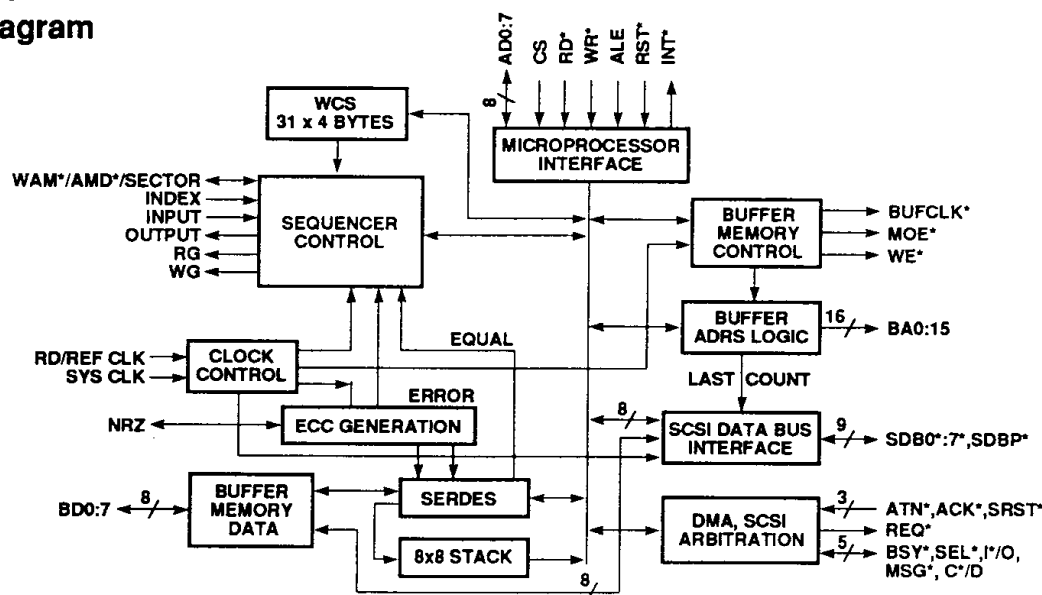 agram
AD0:7
CS
RD*
WR*
ALE
RST*
INT*
8
WCS
31 x 4 BYTES
MICROPROCESSOR
INTERFACE
WAM*/AMD*/SECTOR
INDEX
INPUT
OUTPUT
RG
WG
SEQUENCER
CONTROL
BUFFER
MEMORY
CONTROL
BUFCLK*
MOE*
WE*
BUFFER
ADRS LOGIC
16
BA0:15
EQUAL
RD/REF CLK
SYS CLK
CLOCK
CONTROL
LAST COUNT
ERROR
NRZ
ECC GENERATION
8
SCSI DATA BUS
INTERFACE
9
SDB0*:7*,SDBP*
BD0:7
8
BUFFER
MEMORY
DATA
SERDES
8x8 STACK
8
DMA, SCSI
ARBITRATION
3
ATN*,ACK*,SRST*
REQ*
5
BSY*,SEL*,I*/O,
MSG*, C*/D